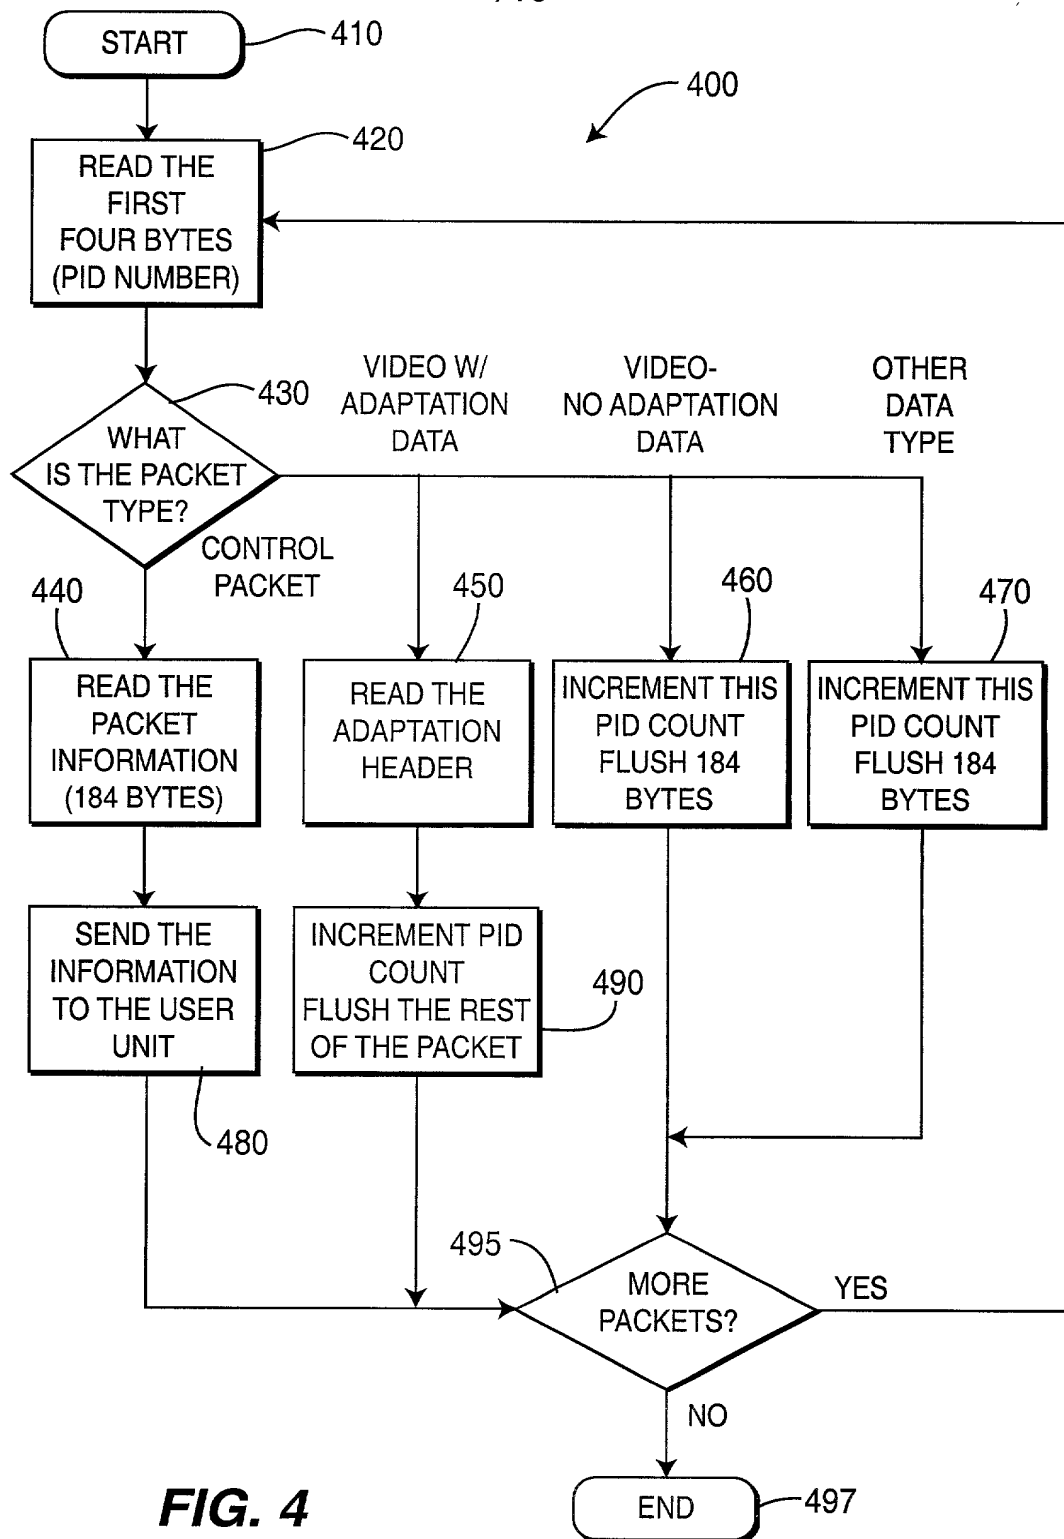 START
410
400
420
READ THE
FIRST
FOUR BYTES
(PID NUMBER)
430
WHAT
IS THE PACKET
TYPE?
VIDEO W/
ADAPTATION
DATA
VIDEO-
NO ADAPTATION
DATA
OTHER
DATA
TYPE
CONTROL
PACKET
440
450
460
470
READ THE
PACKET
INFORMATION
(184 BYTES)
READ THE
ADAPTATION
HEADER
INCREMENT THIS
PID COUNT
FLUSH 184
BYTES
INCREMENT THIS
PID COUNT
FLUSH 184
BYTES
SEND THE
INFORMATION
TO THE USER
UNIT
480
INCREMENT PID
COUNT
FLUSH THE REST
OF THE PACKET
490
495
MORE
PACKETS?
YES
NO
END
497
FIG. 4